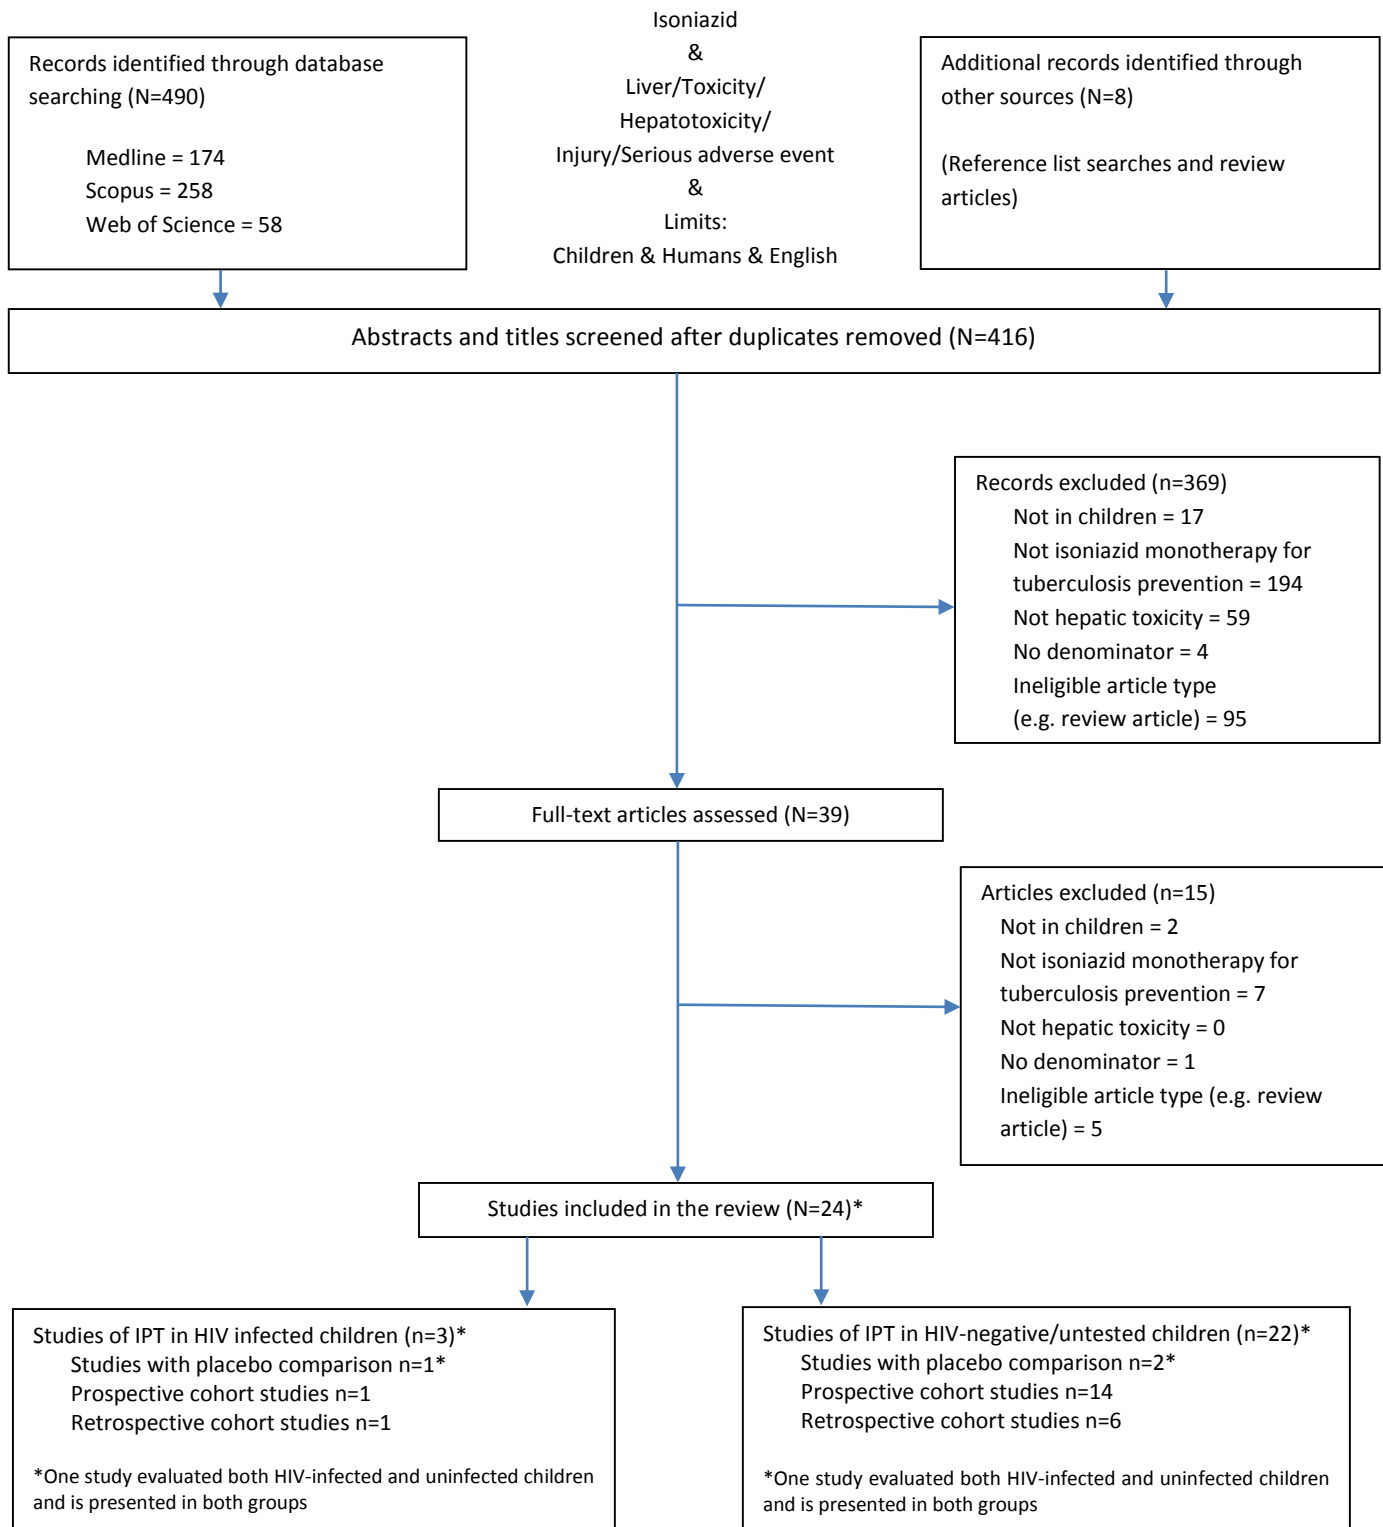 Records identified through database
searching (N=490)
Medline = 174
Scopus = 258
Web of Science = 58
Isoniazid
&
Liver/Toxicity/
Hepatotoxicity/
Injury/Serious adverse event
&
Limits:
Children & Humans & English
Additional records identified through
other sources (N=8)
(Reference list searches and review
articles)
Abstracts and titles screened after duplicates removed (N=416)
Records excluded (n=369)
Not in children = 17
Not isoniazid monotherapy for
tuberculosis prevention = 194
Not hepatic toxicity = 59
No denominator = 4
Ineligible article type
(e.g. review article) = 95
Full-text articles assessed (N=39)
Articles excluded (n=15)
Not in children = 2
Not isoniazid monotherapy for
tuberculosis prevention = 7
Not hepatic toxicity = 0
No denominator = 1
Ineligible article type (e.g. review
article) = 5
Studies included in the review (N=24)*
Studies of IPT in HIV infected children (n=3)*
Studies with placebo comparison n=1*
Prospective cohort studies n=1
Retrospective cohort studies n=1
*One study evaluated both HIV-infected and uninfected children
and is presented in both groups
Studies of IPT in HIV-negative/untested children (n=22)*
Studies with placebo comparison n=2*
Prospective cohort studies n=14
Retrospective cohort studies n=6
*One study evaluated both HIV-infected and uninfected children
and is presented in both groups